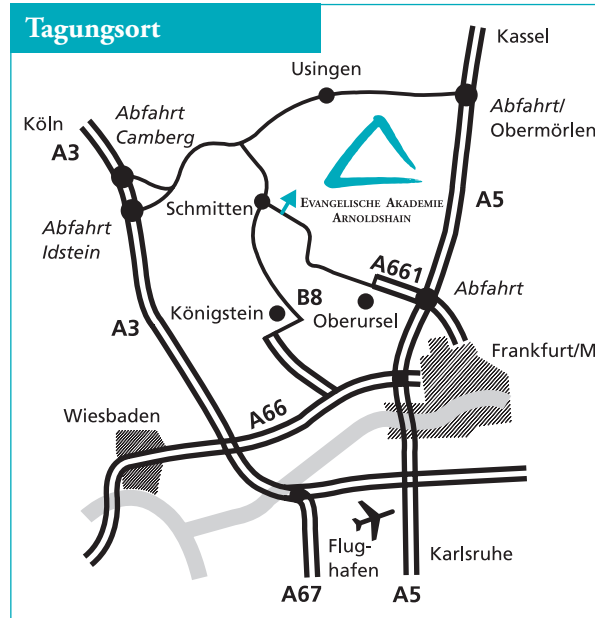 Tagungsort
Kassel
Usingen
Abfahrt
Camberg
Köln
A3
Abfahrt/
Obermörlen
Schmitten
EVANGELISCHE AKADEMIE
ARNOLDSHAIN
A5
Abfahrt
Idstein
A661
Abfahrt
B8
Königstein
Oberursel
A3
Frankfurt/M
Wiesbaden
A66
Flug-
hafen
Karlsruhe
A67
A5